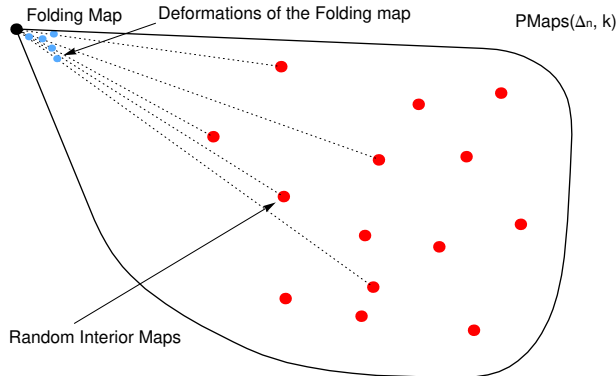 Folding Map
Deformations of the Folding map
PMaps(Δn, k)
Random Interior Maps